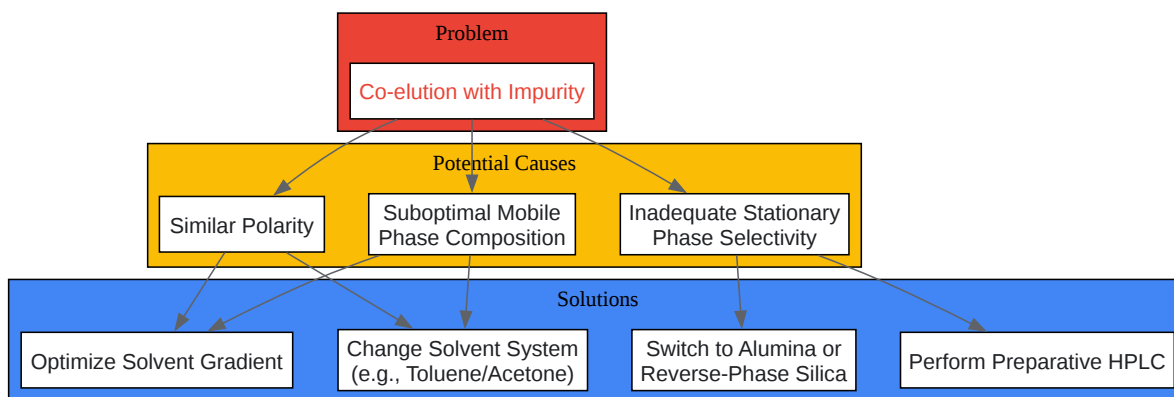 Problem
Co-elution with Impurity
Potential Causes
Similar Polarity
Suboptimal Mobile
Phase Composition
Inadequate Stationary
Phase Selectivity
Solutions
Optimize Solvent Gradient
Change Solvent System
(e.g., Toluene/Acetone)
Switch to Alumina or
Reverse-Phase Silica
Perform Preparative HPLC